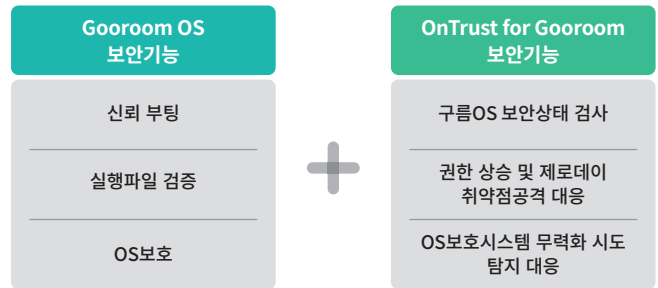 Gooroom OS
보안기능
신뢰 부팅
실행파일 검증
OS보호
OnTrust for Gooroom
보안기능
구름OS 보안상태 검사
권한 상승 및 제로데이
취약점공격 대응
OS보호시스템 무력화 시도
탐지 대응